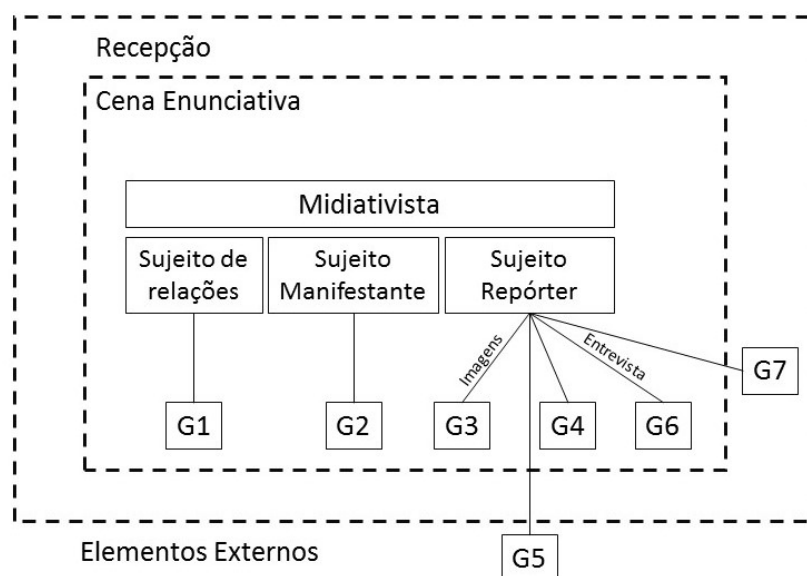 Recepção
Cena Enunciativa
Midiativista
Sujeito de
relações
Sujeito
Manifestante
Sujeito
Repórter
Imagens
Entrevista
G7
G1
G2
G3
G4
G6
Elementos Externos
G5